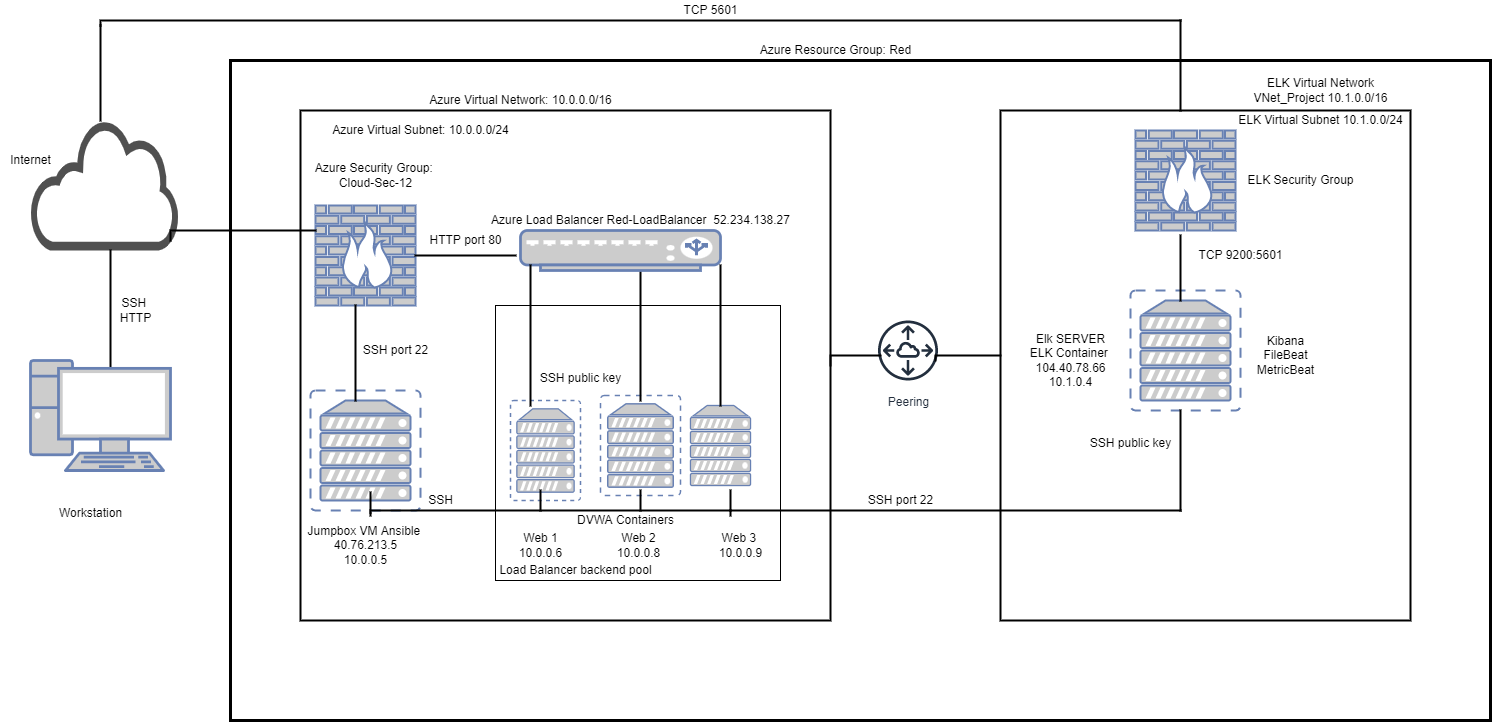 TCP 5601
Azure Resource Group: Red
ELK Virtual Network
VNet_Project 10.1.0.0/16
Azure Virtual Network: 10.0.0.0/16
ELK Virtual Subnet 10.1.0.0/24
Azure Virtual Subnet: 10.0.0.0/24
Internet
Azure Security Group:
Cloud-Sec-12
ELK Security Group
Azure Load Balancer Red-LoadBalancer 52.234.138.27
HTTP port 80
TCP 9200:5601
SSH
HTTP
SSH port 22
Elk SERVER
ELK Container
104.40.78.66
10.1.0.4
Kibana
FileBeat
MetricBeat
SSH public key
Peering
SSH public key
SSH
SSH port 22
Workstation
DVWA Containers
Jumpbox VM Ansible
40.76.213.5
10.0.0.5
Web 1
10.0.0.6
Web 2
10.0.0.8
Web 3
10.0.0.9
Load Balancer backend pool